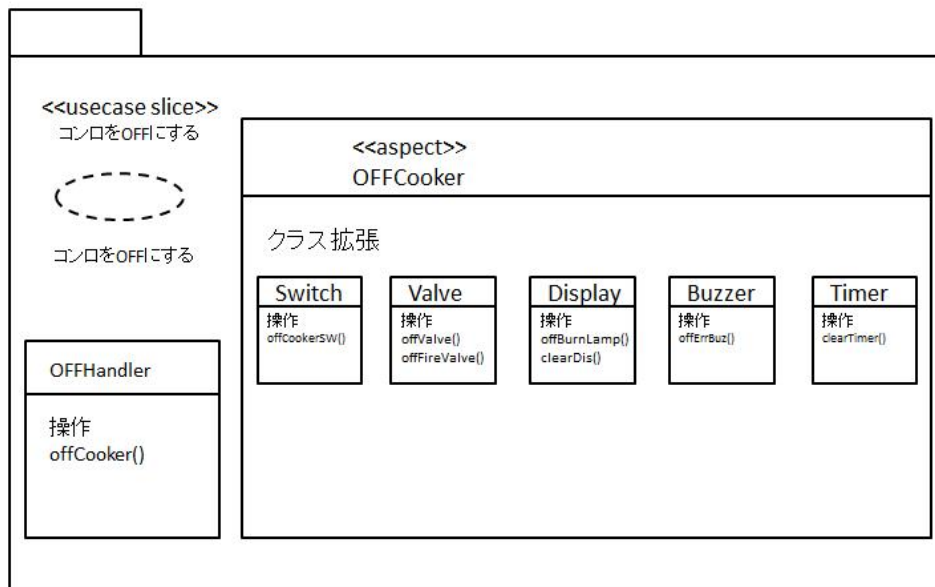 <<usecase slice>>
コンロをOFFにする
コンロをOFFにする
OFFHandler
操作
offCooker()
<<aspect>>
OFFCooker
クラス拡張
Switch
操作
offCookerSW()
Valve
操作
offValve()
offFireValve()
Display
操作
offBurnLamp()
clearDis()
Buzzer
操作
offErrBuz()
Timer
操作
clearTimer()